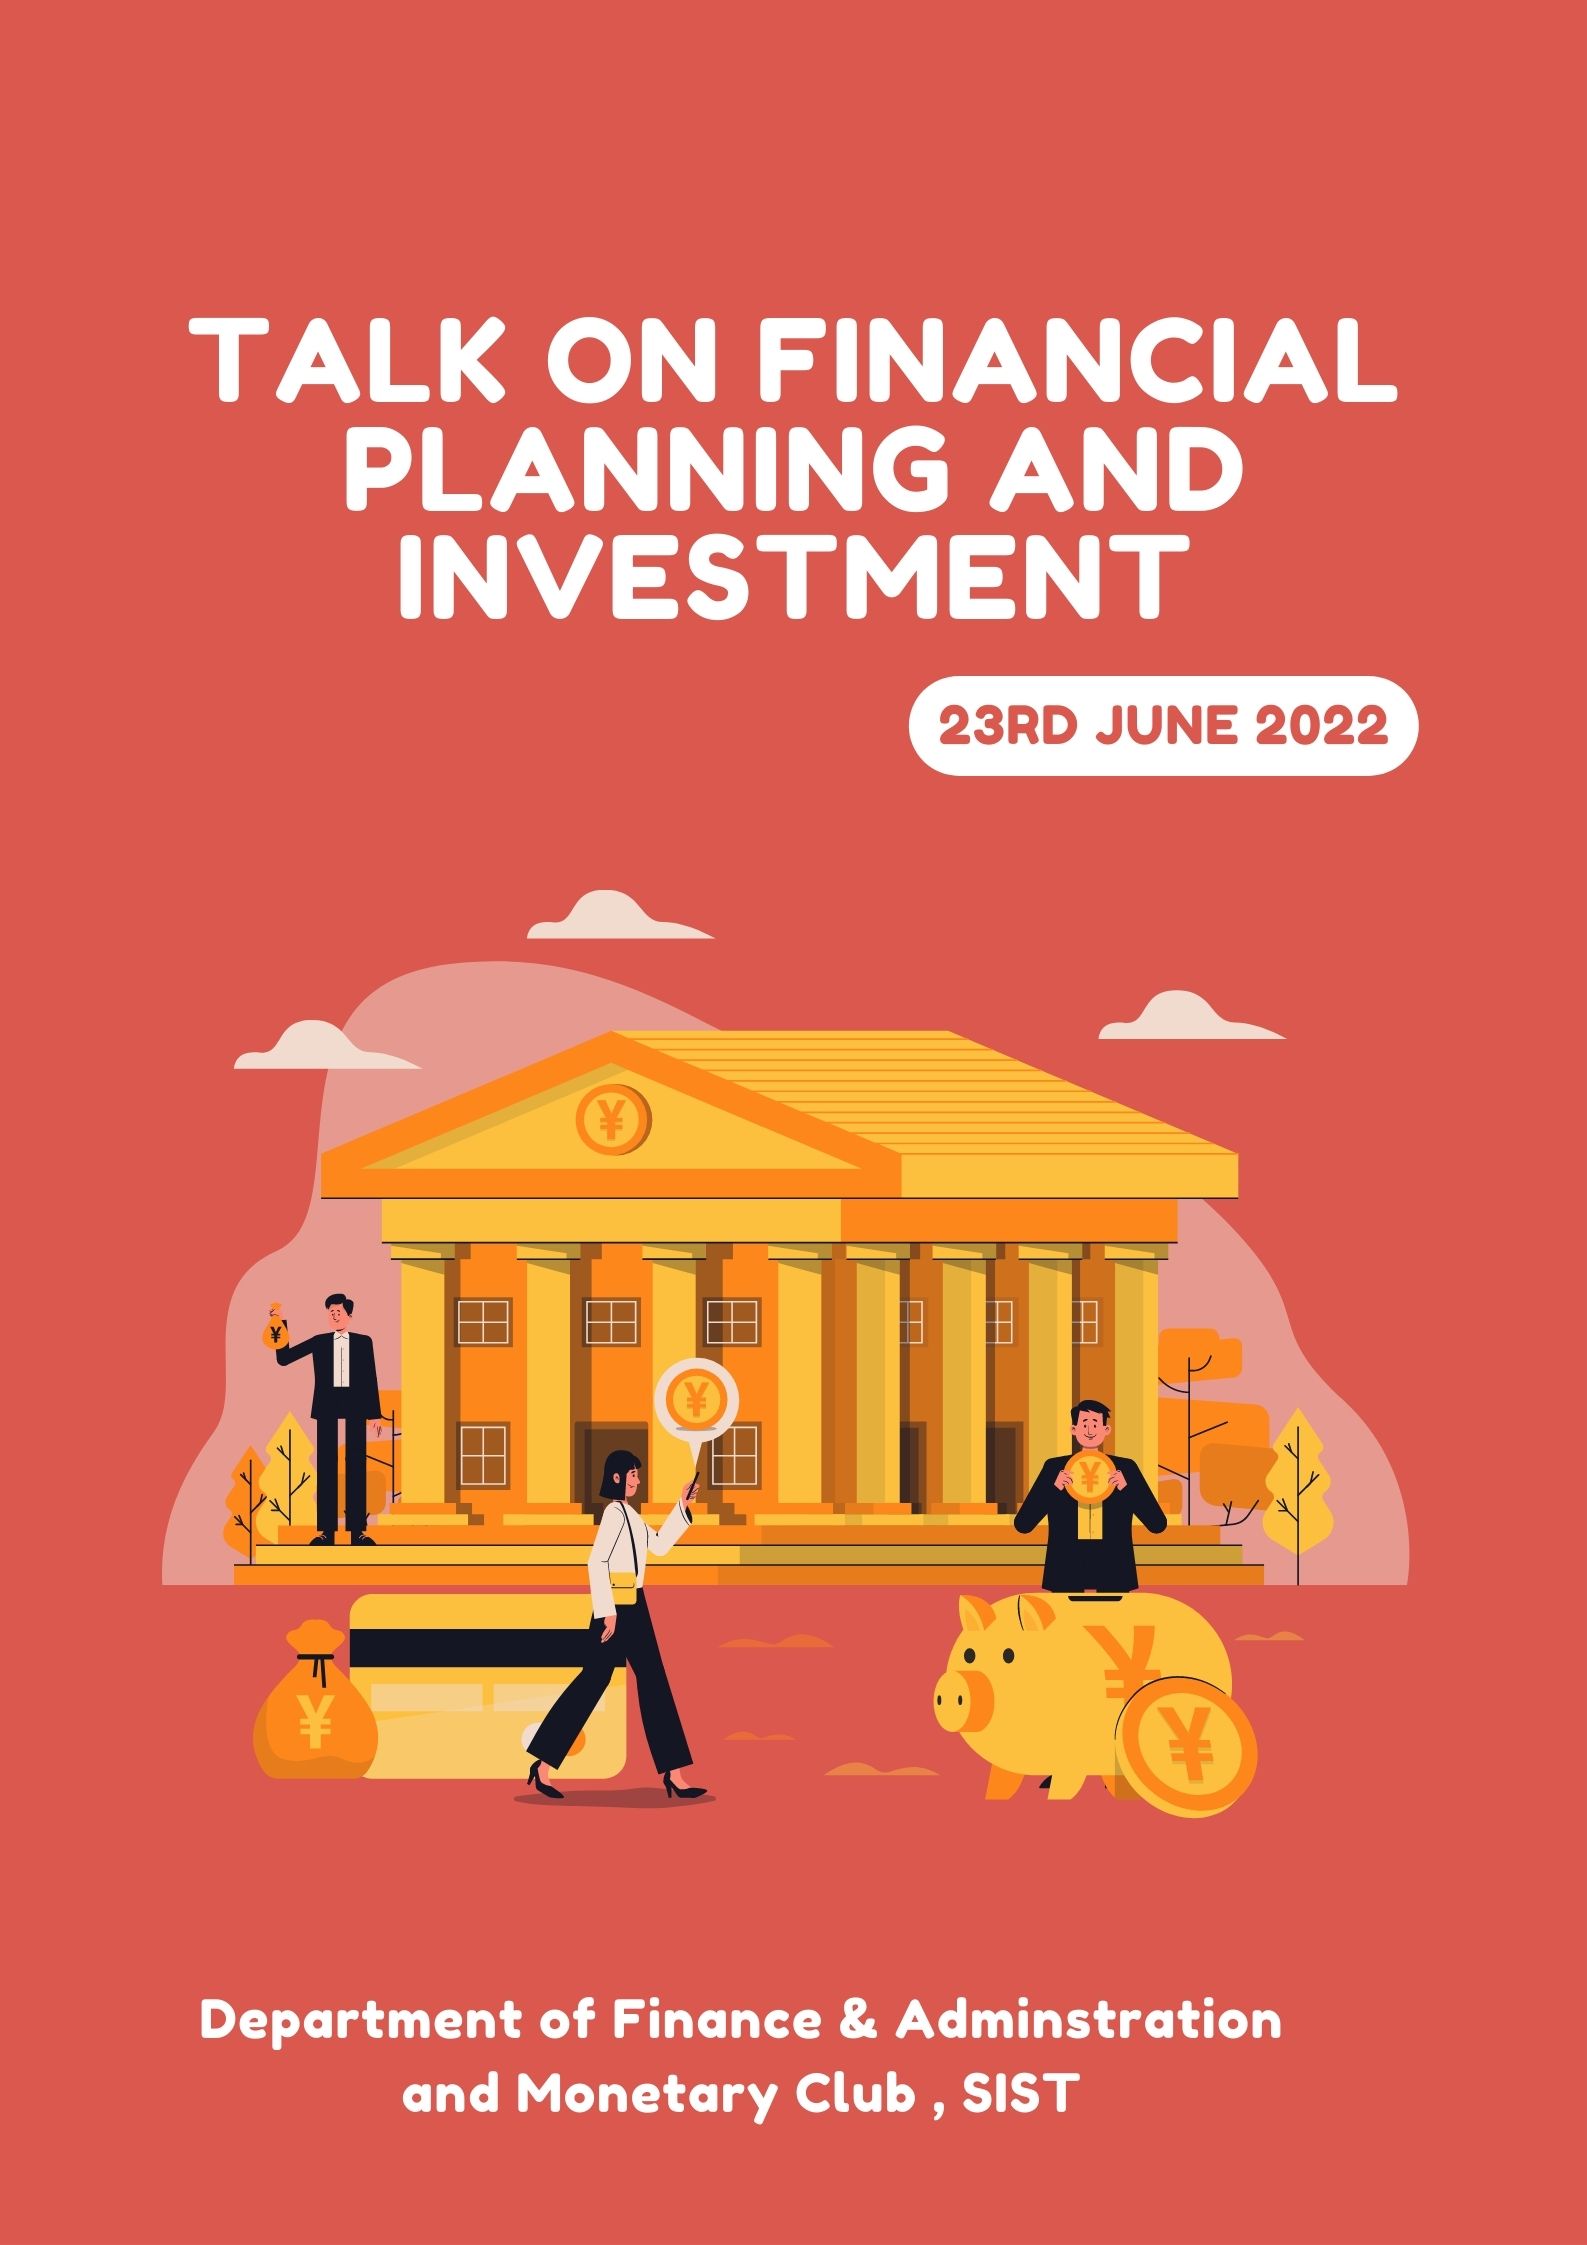 TALK ON FINANCIAL
PLANNING AND
INVESTMENT
23RD JUNE 2022
¥
¥
¥
¥
¥
¥
¥
Department of Finance & Adminstration
and Monetary Club , SIST